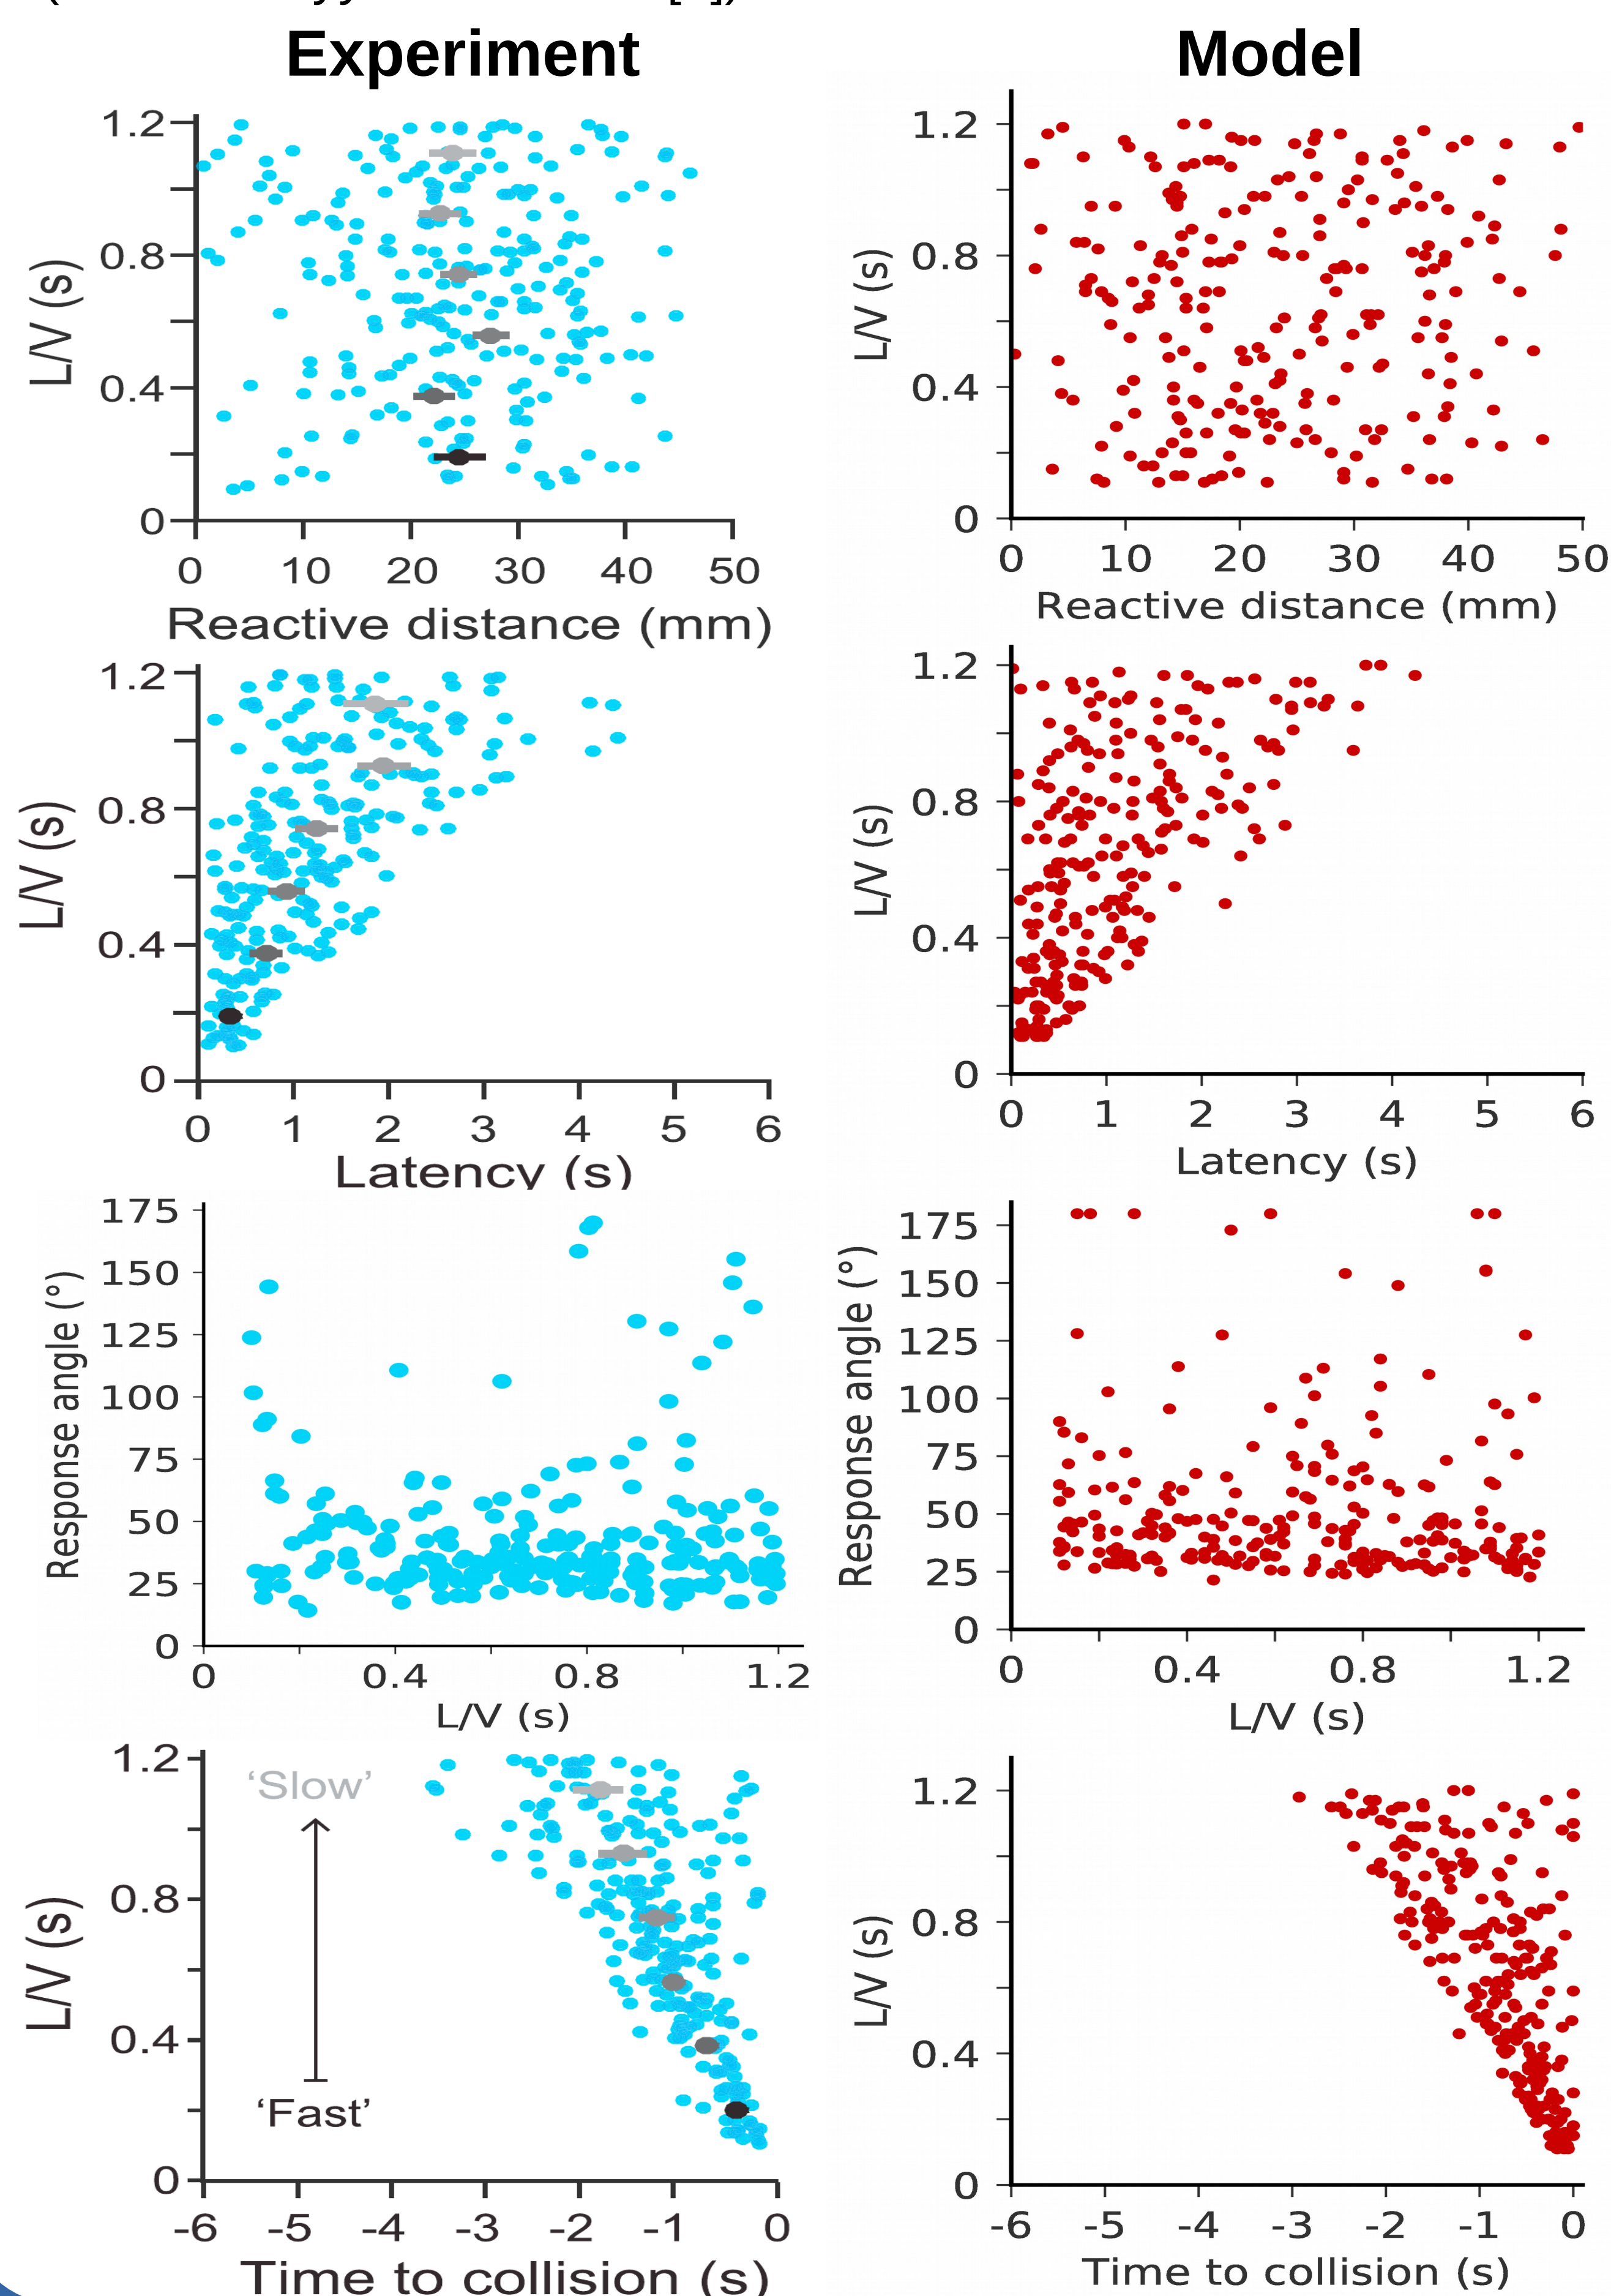 Experiment Model
1.2
0.8
0.4
0
L/V (s)
0 10 20 30 40 50
Reactive distance (mm)
1.2
0.8
0.4
0
L/V (s)
0 10 20 30 40 50
Reactive distance (mm)
1.2
0.8
0.4
0
L/V (s)
0 1 2 3 4 5 6
Latency (s)
1.2
0.8
0.4
0
L/V (s)
0 1 2 3 4 5 6
Latency (s)
175
150
125
100
75
50
25
0
Response angle (°)
0 0.4 0.8 1.2
L/V (s)
175
150
125
100
75
50
25
0
Response angle (°)
0 0.4 0.8 1.2
L/V (s)
1.2
0.8
0.4
0
L/V (s)
‘Slow’
‘Fast’
-6 -5 -4 -3 -2 -1 0
Time to collision (s)
1.2
0.8
0.4
0
L/V (s)
-6 -5 -4 -3 -2 -1 0
Time to collision (s)